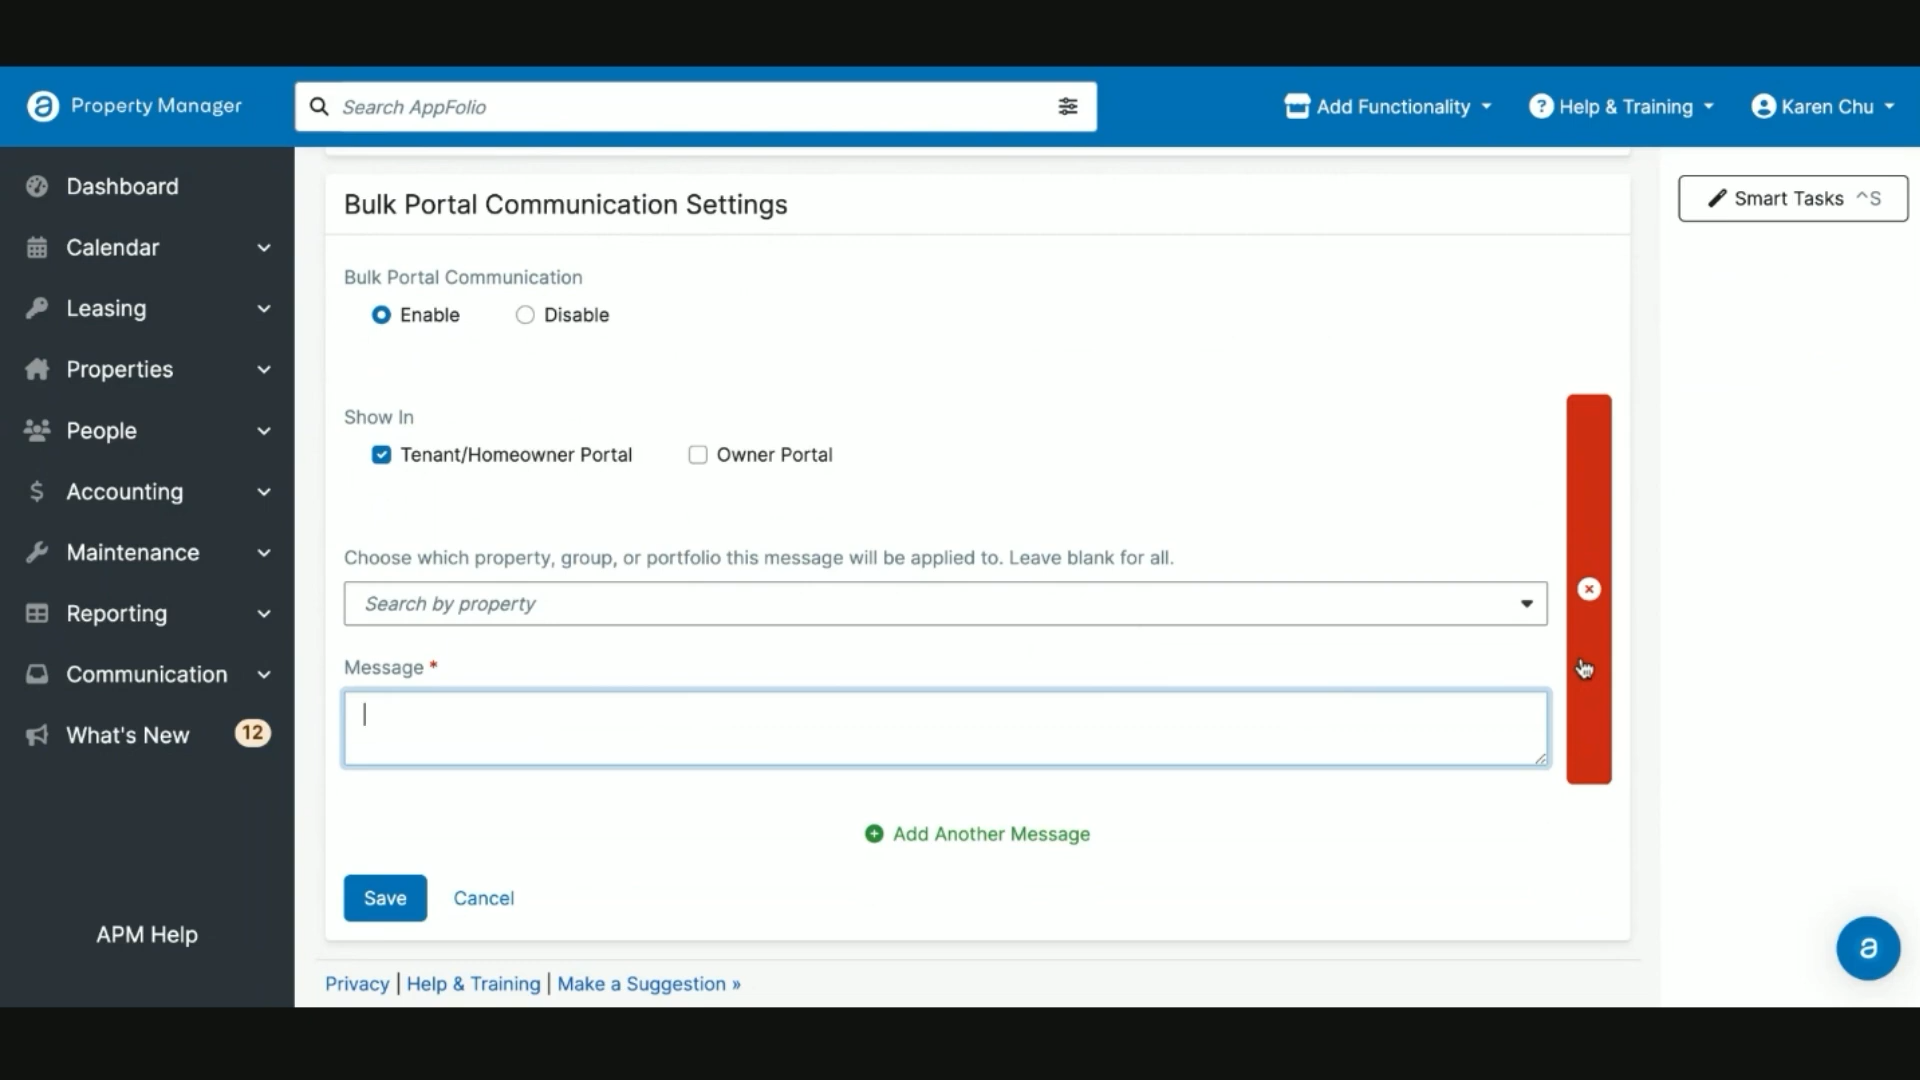 Property Manager
Search AppFolio
Add Functionality
Help & Training
Karen Chu
Dashboard
Calendar
Leasing
Properties
People
Accounting
Maintenance
Reporting
Communication
What's New 12
APM Help
Smart Tasks ^S
Bulk Portal Communication Settings
Bulk Portal Communication
Enable Disable
Show In
Tenant/Homeowner Portal Owner Portal
Choose which property, group, or portfolio this message will be applied to. Leave blank for all.
Search by property
Message *
Add Another Message
Save Cancel
Privacy | Help & Training | Make a Suggestion »